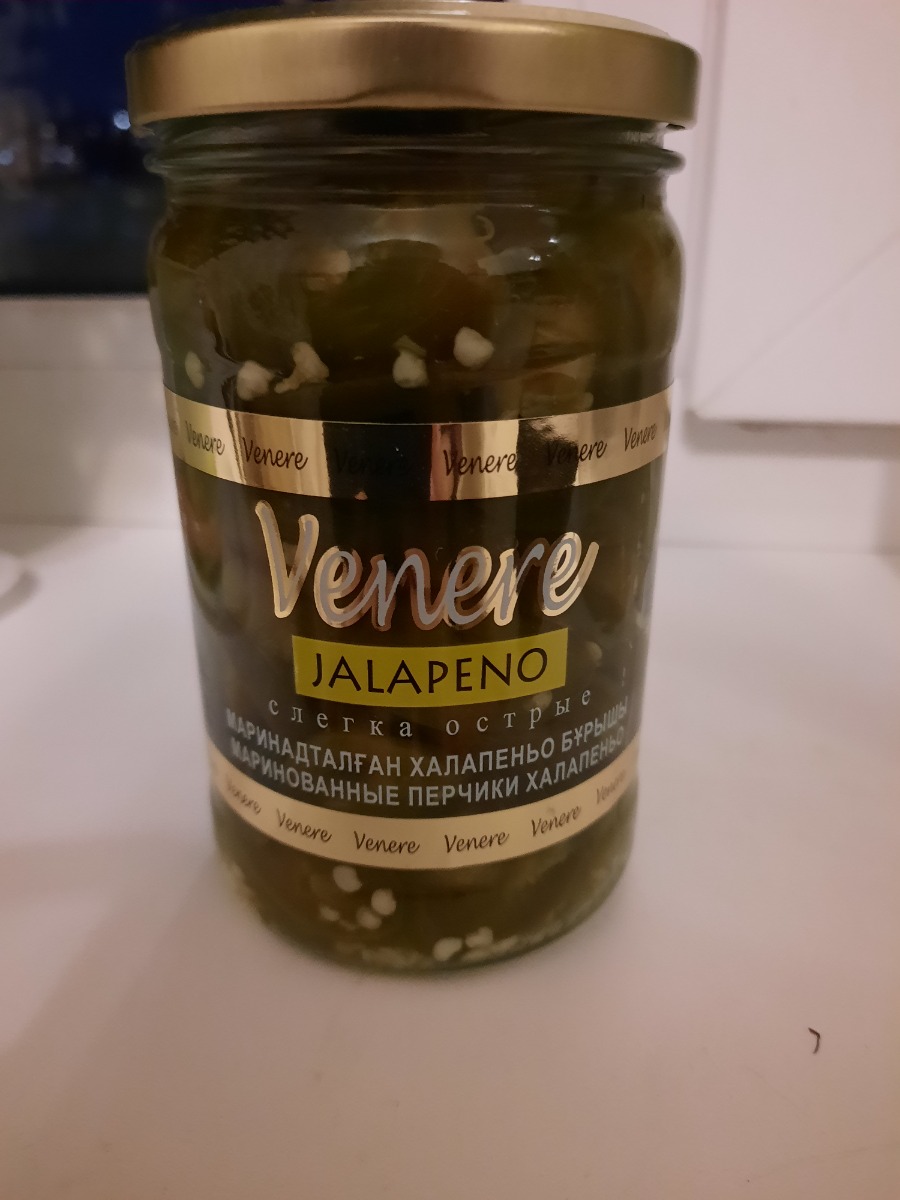 Venere Venere Venere Venere Venere Venere
Venere
JALAPENO
слегка острые
МАРИНАДТАЛҒАН ХАЛАПЕНЬО БҰРЫШЫ
МАРИНОВАННЫЕ ПЕРЧИКИ ХАЛАПЕНЬО
Venere Venere Venere Venere Venere Venere